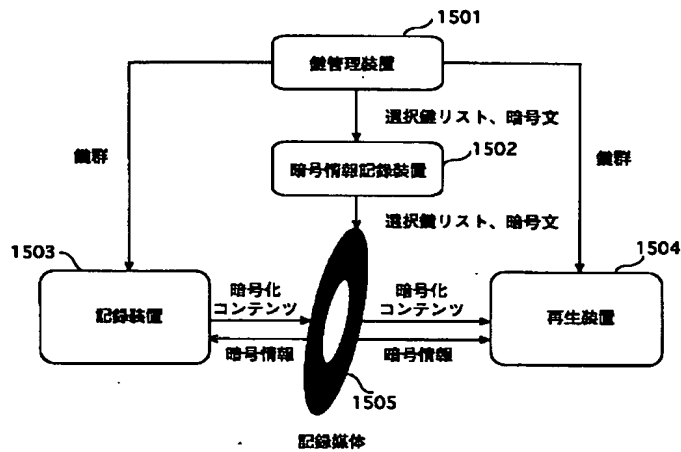 1501
鍵管理装置
選択鍵リスト、暗号文
1502
鍵群
鍵群
暗号情報記録装置
選択鍵リスト、暗号文
1503
1504
記録装置
暗号化
コンテンツ
暗号化
コンテンツ
再生装置
暗号情報
暗号情報
1505
記録媒体